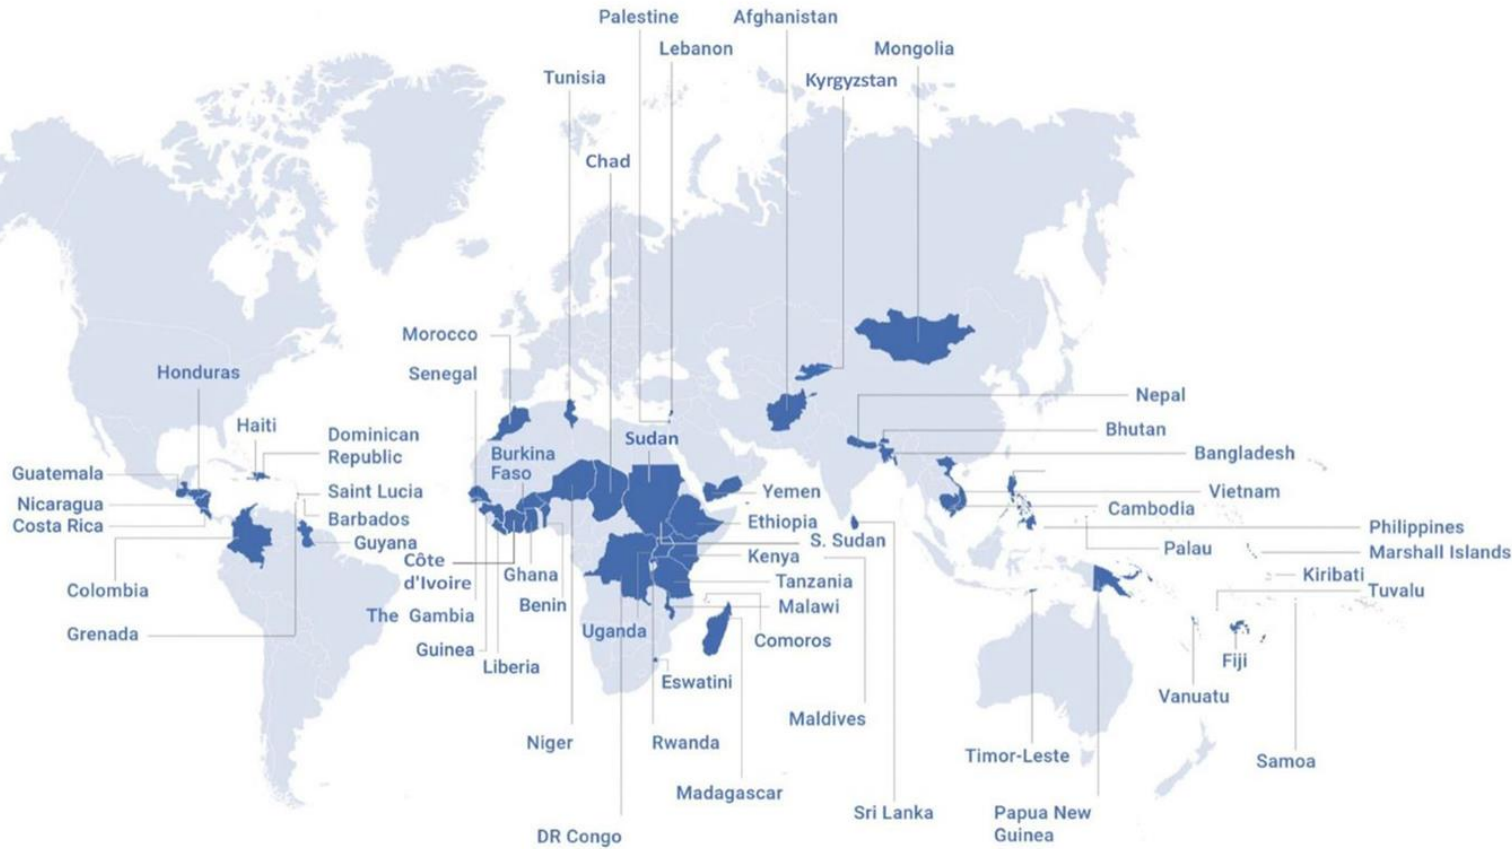 Palestine
Afghanistan
Lebanon
Mongolia
Tunisia
Kyrgyzstan
Chad
Morocco
Honduras
Senegal
Nepal
Haiti
Dominican
Republic
Bhutan
Sudan
Burkina
Faso
Bangladesh
Guatemala
Saint Lucia
Yemen
Vietnam
Nicaragua
Cambodia
Costa Rica
Barbados
Ethiopia
Philippines
Guyana
S. Sudan
Palau
Marshall Islands
Côte
d'Ivoire
Kenya
Ghana
Kiribati
Tanzania
Colombia
Tuvalu
Benin
Malawi
The Gambia
Grenada
Uganda
Comoros
Guinea
Liberia
Fiji
Eswatini
Vanuatu
Maldives
Niger
Rwanda
Timor-Leste
Samoa
Madagascar
Sri Lanka
Papua New
Guinea
DR Congo